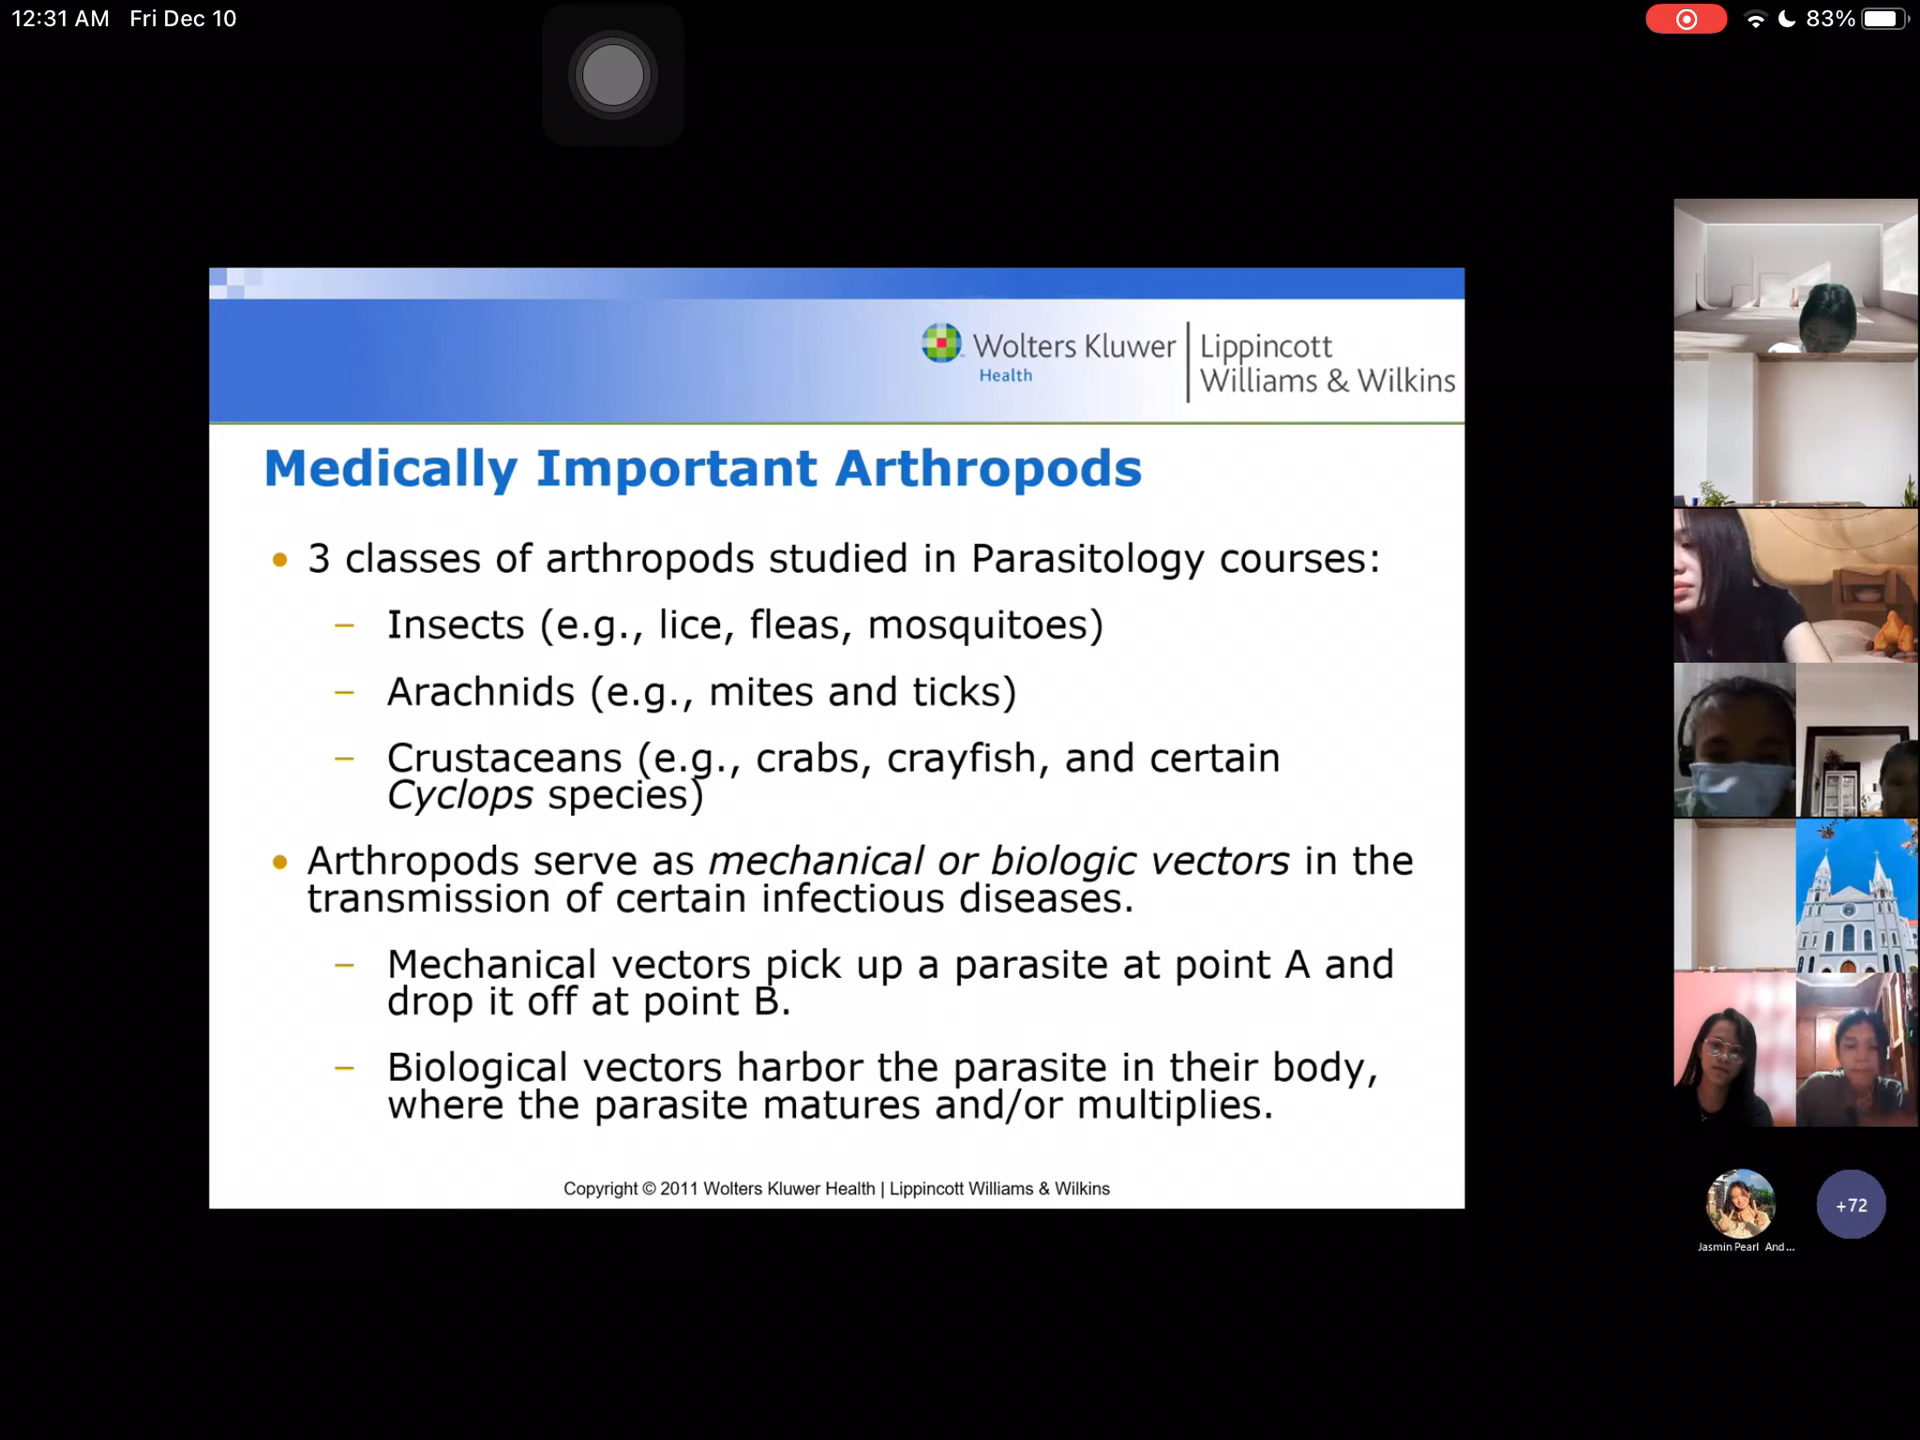 12:31 AM Fri Dec 10
83%
Wolters Kluwer
Health
Lippincott
Williams & Wilkins
Medically Important Arthropods
• 3 classes of arthropods studied in Parasitology courses:
– Insects (e.g., lice, fleas, mosquitoes)
– Arachnids (e.g., mites and ticks)
– Crustaceans (e.g., crabs, crayfish, and certain
Cyclops species)
• Arthropods serve as mechanical or biologic vectors in the
transmission of certain infectious diseases.
– Mechanical vectors pick up a parasite at point A and
drop it off at point B.
– Biological vectors harbor the parasite in their body,
where the parasite matures and/or multiplies.
Copyright © 2011 Wolters Kluwer Health | Lippincott Williams & Wilkins
+72
Jasmin Pearl And...